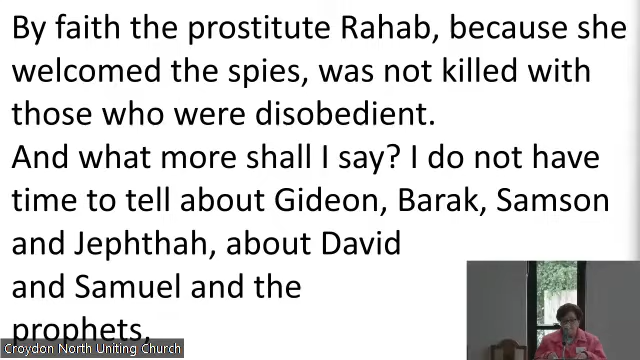 By faith the prostitute Rahab, because she
welcomed the spies, was not killed with
those who were disobedient.
And what more shall I say? I do not have
time to tell about Gideon, Barak, Samson
and Jephthah, about David
and Samuel and the
prophets,
Croydon North Uniting Church